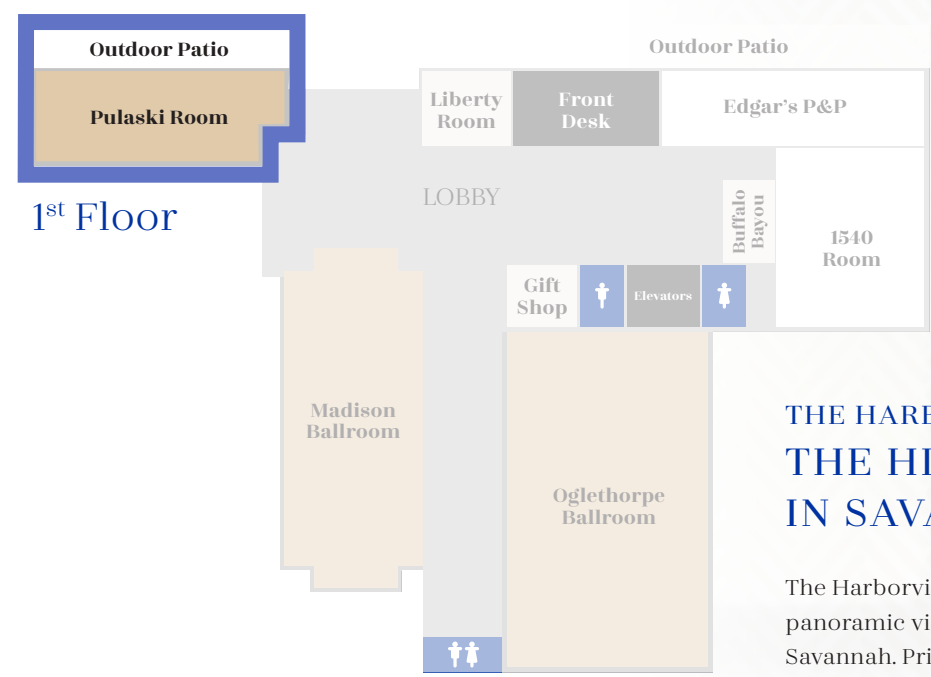 Outdoor Patio
Pulaski Room
1st Floor
Outdoor Patio
Liberty
Room
Front
Desk
Edgar's P&P
LOBBY
Buffalo
Bayou
1540
Room
Gift
Shop
Elevators
Madison
Ballroom
Oglethorpe
Ballroom
THE HARB
THE HI
IN SAVA
The Harborvi
panoramic vi
Savannah. Pri